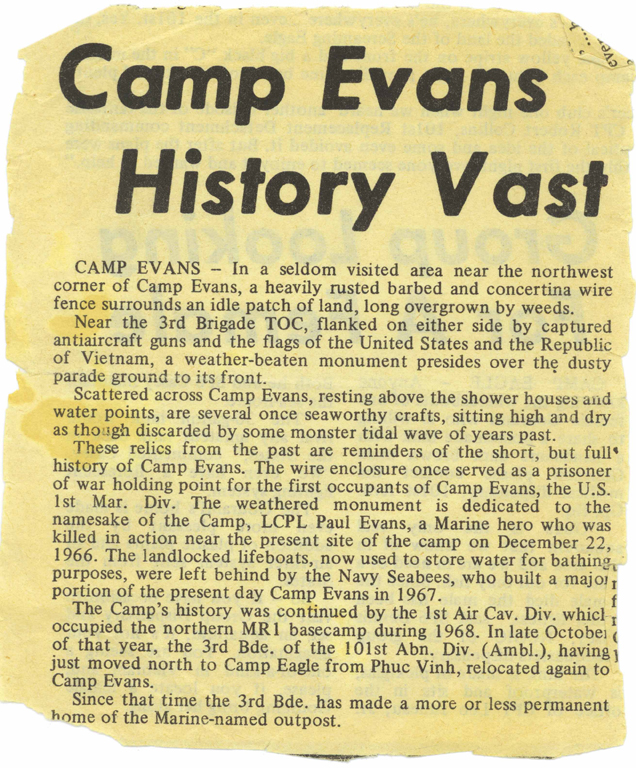 Camp Evans
History Vast
CAMP EVANS – In a seldom visited area near the northwest
corner of Camp Evans, a heavily rusted barbed and concertina wire
fence surrounds an idle patch of land, long overgrown by weeds.
Near the 3rd Brigade TOC, flanked on either side by captured
antiaircraft guns and the flags of the United States and the Republic
of Vietnam, a weather-beaten monument presides over the dusty
parade ground to its front.
Scattered across Camp Evans, resting above the shower houses and
water points, are several once seaworthy crafts, sitting high and dry
as though discarded by some monster tidal wave of years past.
These relics from the past are reminders of the short, but full
history of Camp Evans. The wire enclosure once served as a prisoner
of war holding point for the first occupants of Camp Evans, the U.S.
1st Mar. Div. The weathered monument is dedicated to the
namesake of the Camp, LCPL Paul Evans, a Marine hero who was
killed in action near the present site of the camp on December 22,
1966. The landlocked lifeboats, now used to store water for bathing
purposes, were left behind by the Navy Seabees, who built a major
portion of the present day Camp Evans in 1967.
The Camp's history was continued by the 1st Air Cav. Div. whicl
occupied the northern MR1 basecamp during 1968. In late October
of that year, the 3rd Bde. of the 101st Abn. Div. (Ambl.), having
just moved north to Camp Eagle from Phuc Vinh, relocated again to
Camp Evans.
Since that time the 3rd Bde. has made a more or less permanent
home of the Marine-named outpost.